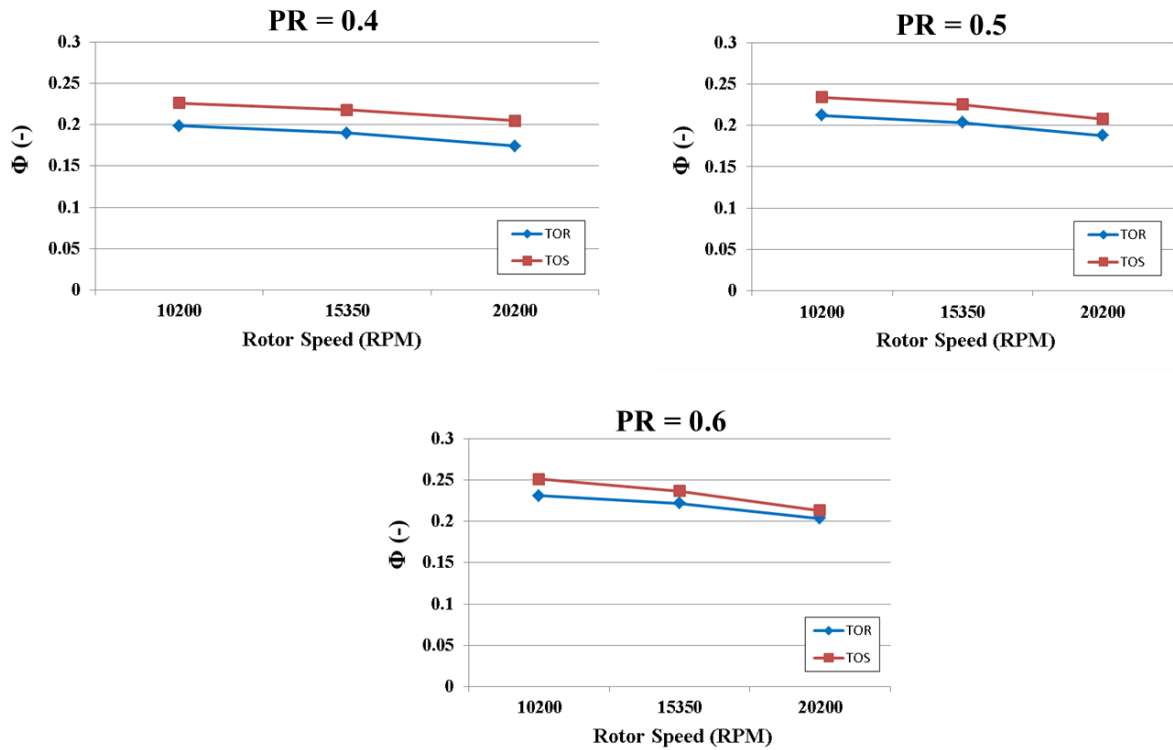 PR = 0.4
0.3
0.25
0.2
0.15
0.1
0.05
0
Φ (-)
TOR
TOS
10200 15350 20200
Rotor Speed (RPM)
PR = 0.5
0.3
0.25
0.2
0.15
0.1
0.05
0
Φ (-)
TOR
TOS
10200 15350 20200
Rotor Speed (RPM)
PR = 0.6
0.3
0.25
0.2
0.15
0.1
0.05
0
Φ (-)
TOR
TOS
10200 15350 20200
Rotor Speed (RPM)